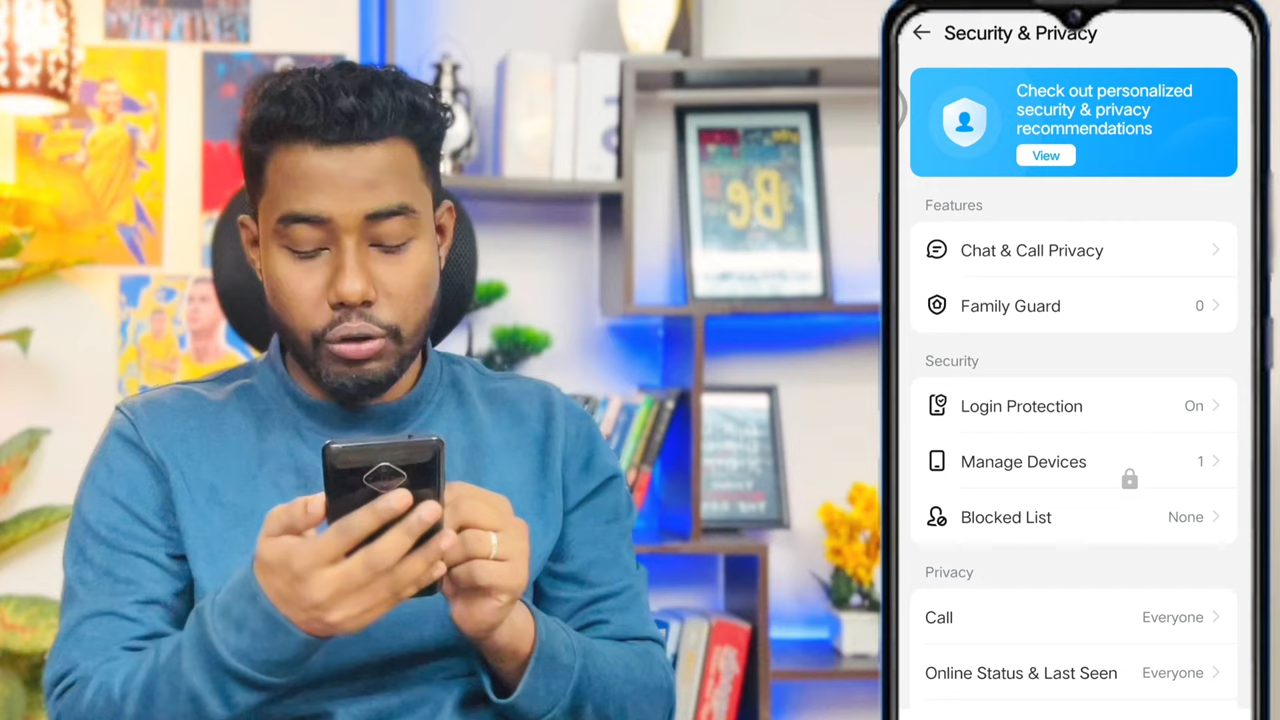 Security & Privacy
Check out personalized
security & privacy
recommendations
View
Features
Chat & Call Privacy
Family Guard 0
Security
Login Protection On
Manage Devices 1
Blocked List None
Privacy
Call Everyone
Online Status & Last Seen Everyone
Be